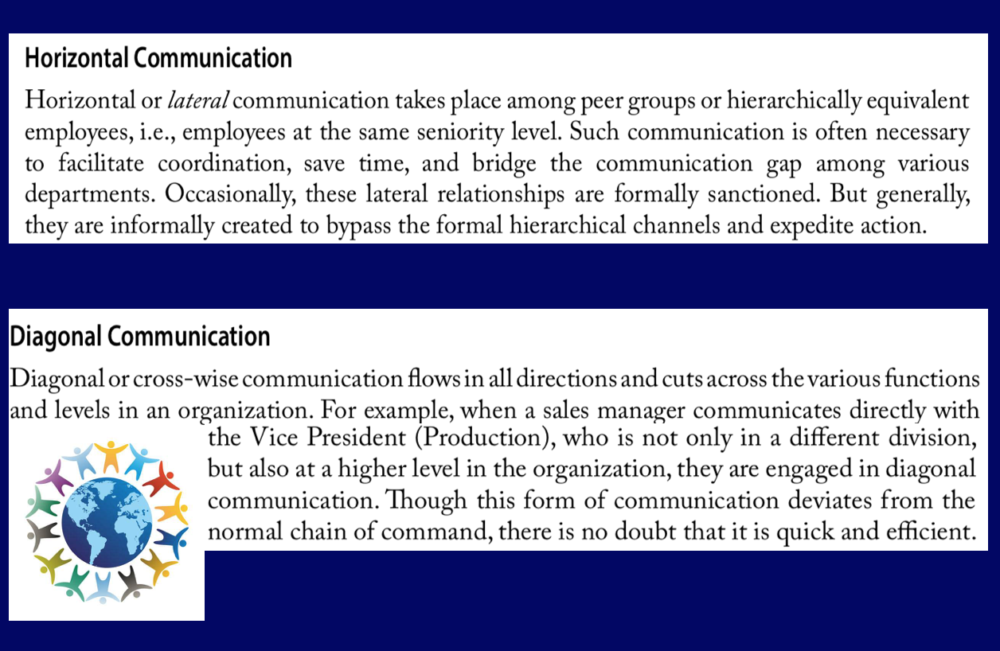 Horizontal Communication
Horizontal or lateral communication takes place among peer groups or hierarchically equivalent
employees, i.e., employees at the same seniority level. Such communication is often necessary
to facilitate coordination, save time, and bridge the communication gap among various
departments. Occasionally, these lateral relationships are formally sanctioned. But generally,
they are informally created to bypass the formal hierarchical channels and expedite action.
Diagonal Communication
Diagonal or cross-wise communication flows in all directions and cuts across the various functions
and levels in an organization. For example, when a sales manager communicates directly with
the Vice President (Production), who is not only in a different division,
but also at a higher level in the organization, they are engaged in diagonal
communication. Though this form of communication deviates from the
normal chain of command, there is no doubt that it is quick and efficient.